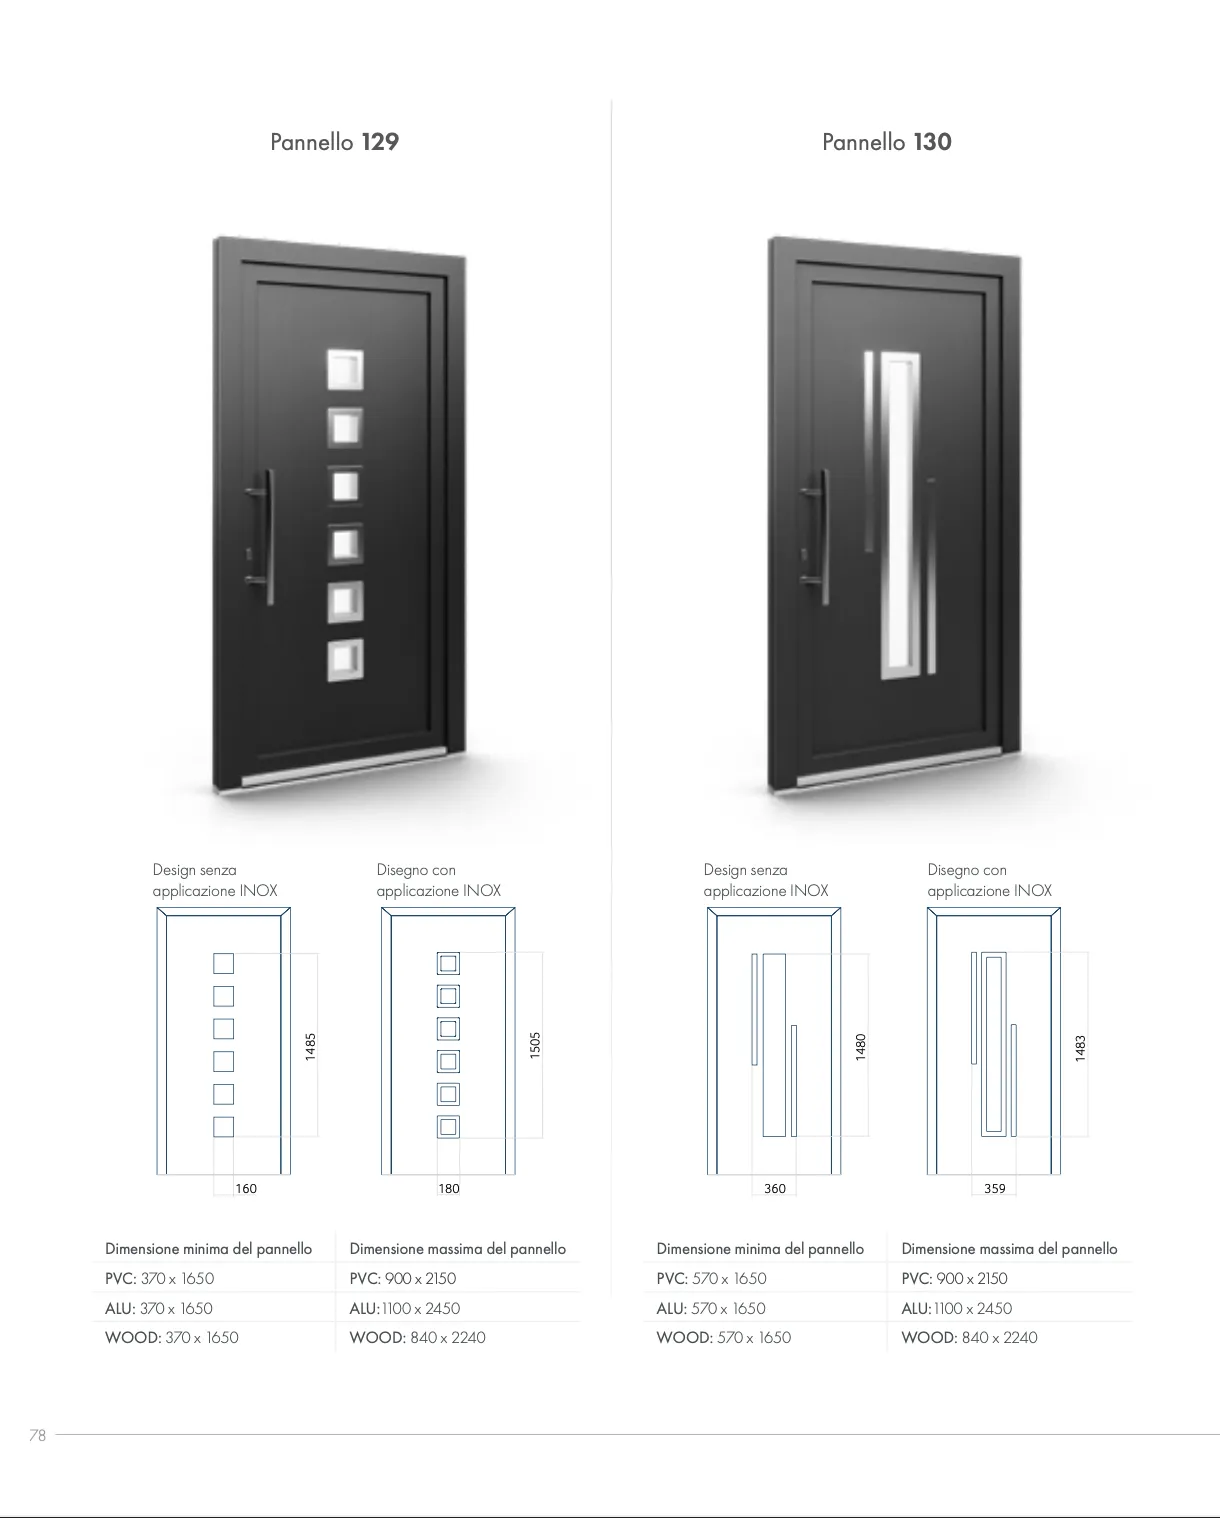 Pannello 129
Design senza
applicazione INOX
Disegno con
applicazione INOX
1485
1505
160
180
Dimensione minima del pannello
PVC: 370 x 1650
ALU: 370 x 1650
WOOD: 370 x 1650
Dimensione massima del pannello
PVC: 900 x 2150
ALU:1100 x 2450
WOOD: 840 x 2240
Pannello 130
Design senza
applicazione INOX
Disegno con
applicazione INOX
1480
1483
360
359
Dimensione minima del pannello
PVC: 570 x 1650
ALU: 570 x 1650
WOOD: 570 x 1650
Dimensione massima del pannello
PVC: 900 x 2150
ALU:1100 x 2450
WOOD: 840 x 2240
78